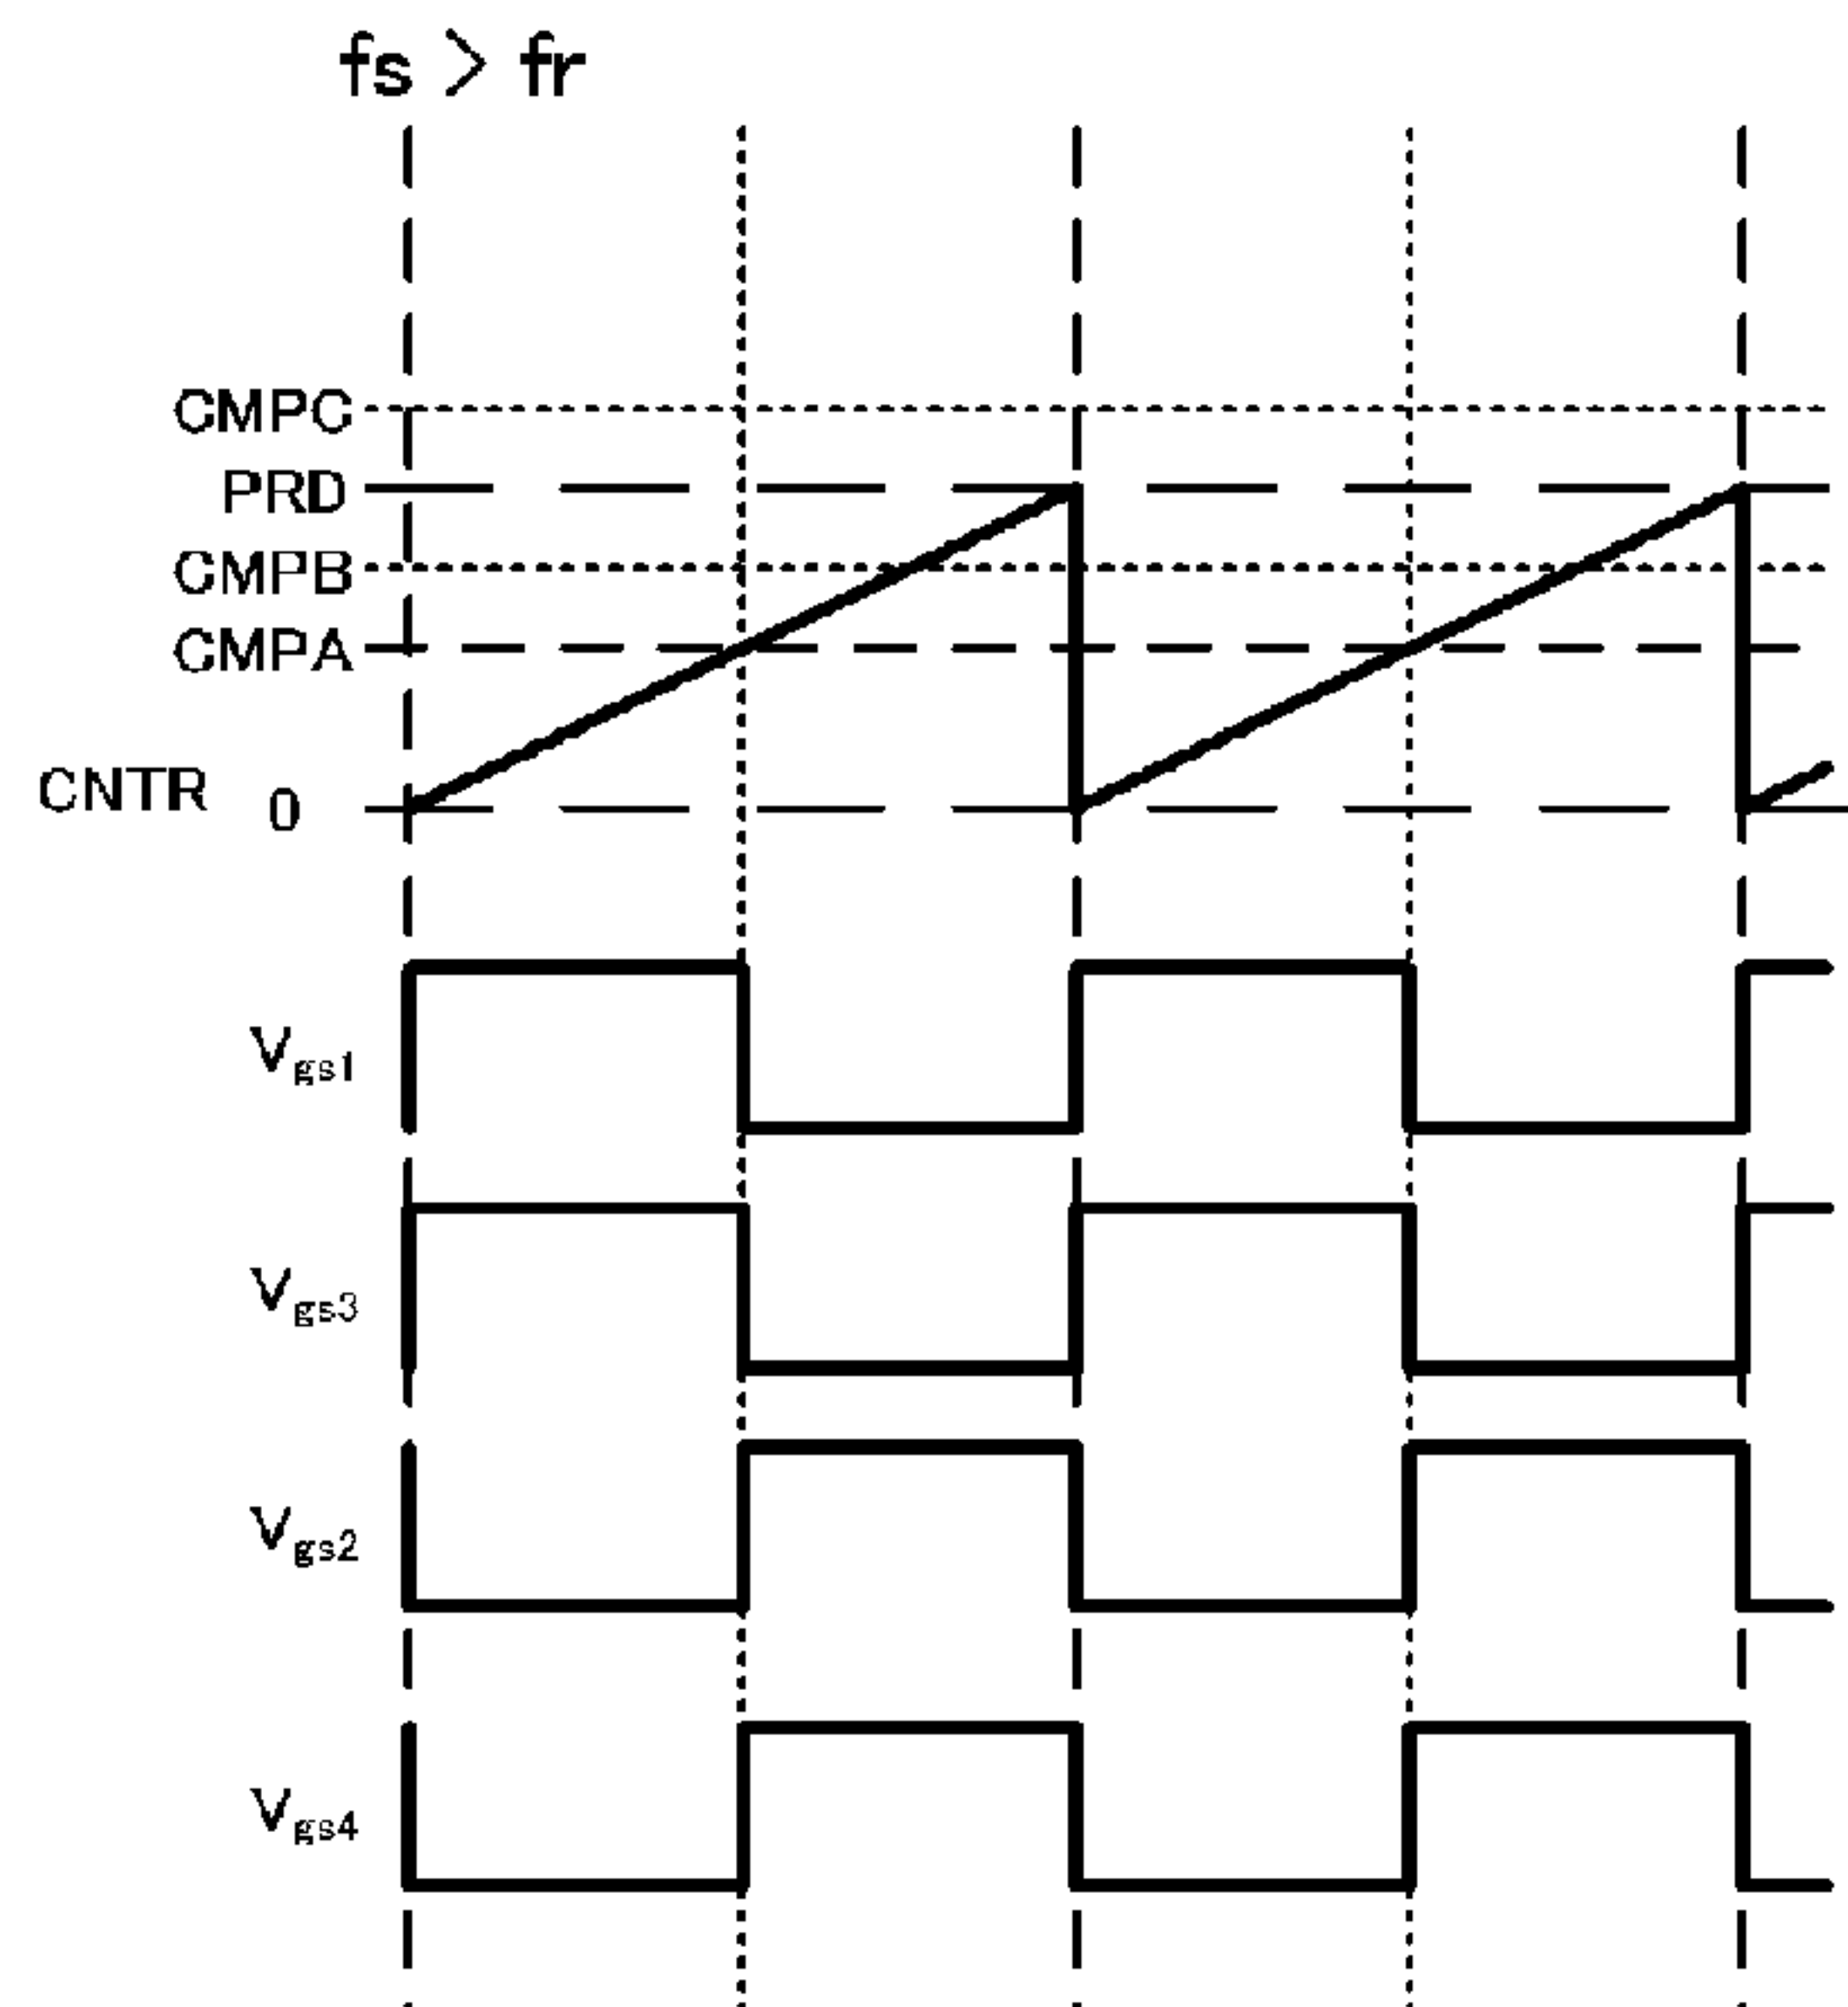 fs > fr
CMPC
PRD
CMPB
CMPA
CNTR 0
Vgs1
Vgs3
Vgs2
Vgs4